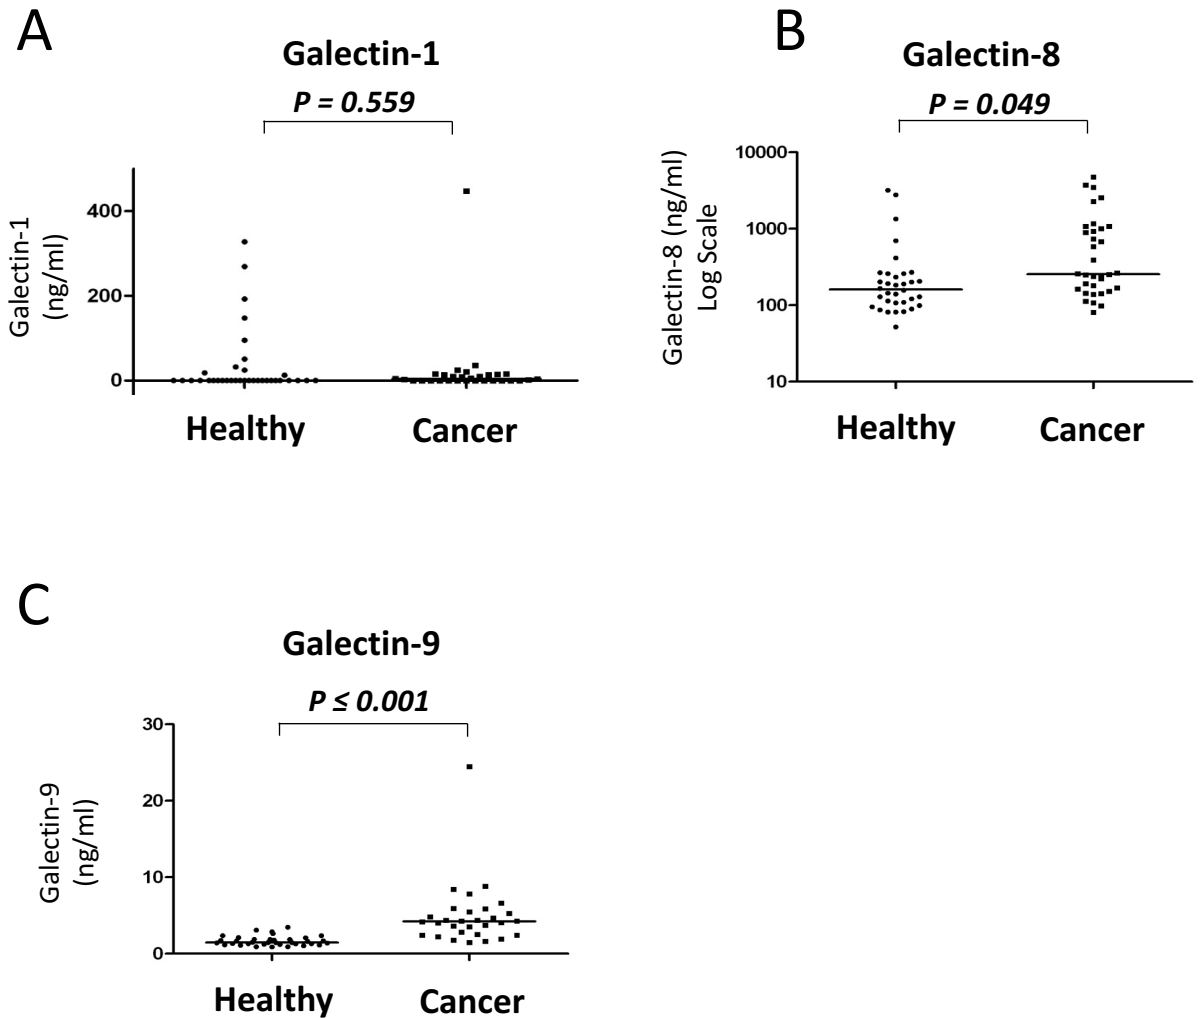 A
Galectin-1
P = 0.559
Galectin-1
(ng/ml)
400
200
0
Healthy
Cancer
B
Galectin-8
P = 0.049
Galectin-8 (ng/ml)
Log Scale
10000
1000
100
10
Healthy
Cancer
C
Galectin-9
P ≤ 0.001
Galectin-9
(ng/ml)
30
20
10
0
Healthy
Cancer